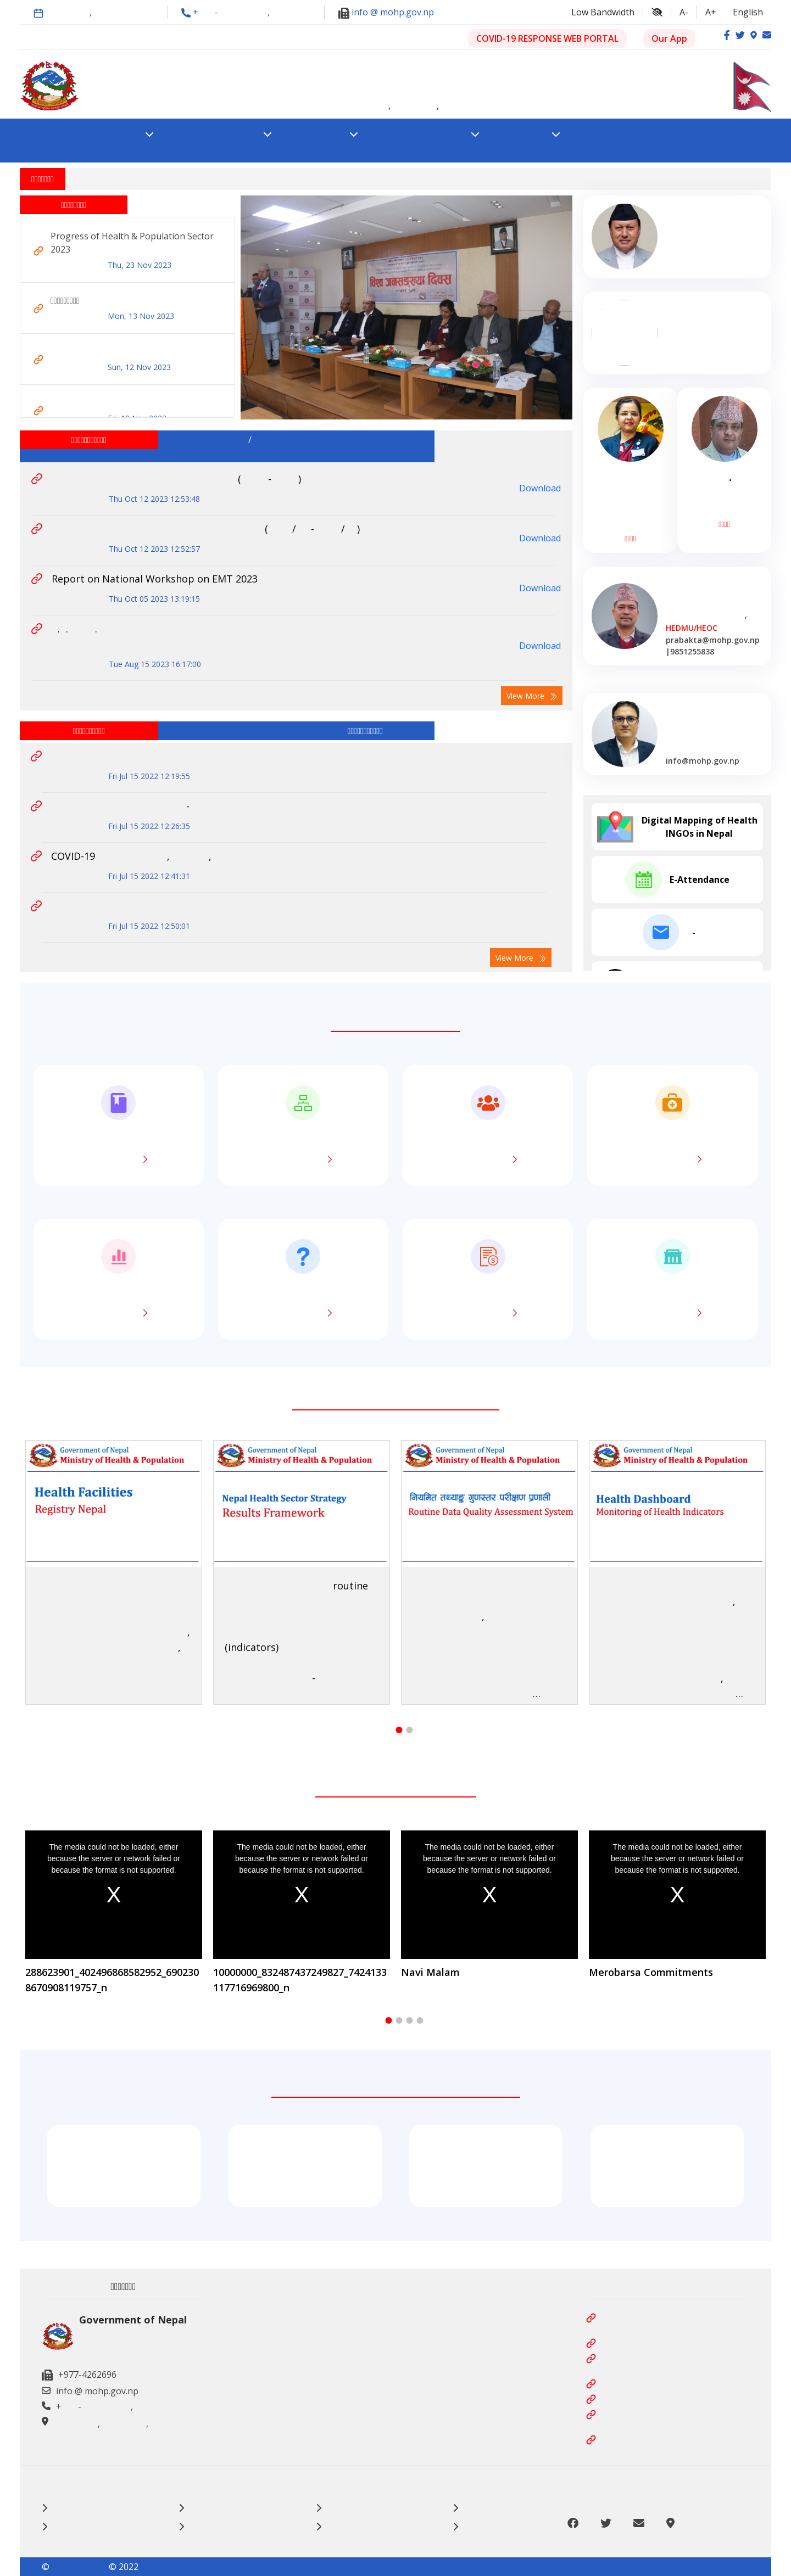 info @ mohp.gov.np
Low Bandwidth
A-
A+
English
COVID-19 RESPONSE WEB PORTAL
Our App
Progress of Health & Population Sector 2023
Thu, 23 Nov 2023
Mon, 13 Nov 2023
Sun, 12 Nov 2023
विश्व जनसङ्ख्या दिवस
Thu Oct 12 2023 12:53:48
Download
Thu Oct 12 2023 12:52:57
Download
Report on National Workshop on EMT 2023
Thu Oct 05 2023 13:19:15
Download
Tue Aug 15 2023 16:17:00
Download
View More
HEDMU/HEOC
prabakta@mohp.gov.np
|9851255838
info@mohp.gov.np
Fri Jul 15 2022 12:19:55
Fri Jul 15 2022 12:26:35
COVID-19
Fri Jul 15 2022 12:41:31
Fri Jul 15 2022 12:50:01
View More
Digital Mapping of Health
INGOs in Nepal
E-Attendance
Government of Nepal
Ministry of Health & Population
Health Facilities
Registry Nepal
Government of Nepal
Ministry of Health & Population
Nepal Health Sector Strategy
Results Framework
routine
(indicators)
Government of Nepal
Ministry of Health & Population
नियमित तथ्याङ्क गुणस्तर परीक्षण प्रणाली
Routine Data Quality Assessment System
...
Government of Nepal
Ministry of Health & Population
Health Dashboard
Monitoring of Health Indicators
...
The media could not be loaded, either
because the server or network failed or
because the format is not supported.
X
288623901_402496868582952_690230
8670908119757_n
The media could not be loaded, either
because the server or network failed or
because the format is not supported.
X
10000000_832487437249827_7424133
117716969800_n
The media could not be loaded, either
because the server or network failed or
because the format is not supported.
X
Navi Malam
The media could not be loaded, either
because the server or network failed or
because the format is not supported.
X
Merobarsa Commitments
Government of Nepal
+977-4262696
info @ mohp.gov.np
© © 2022